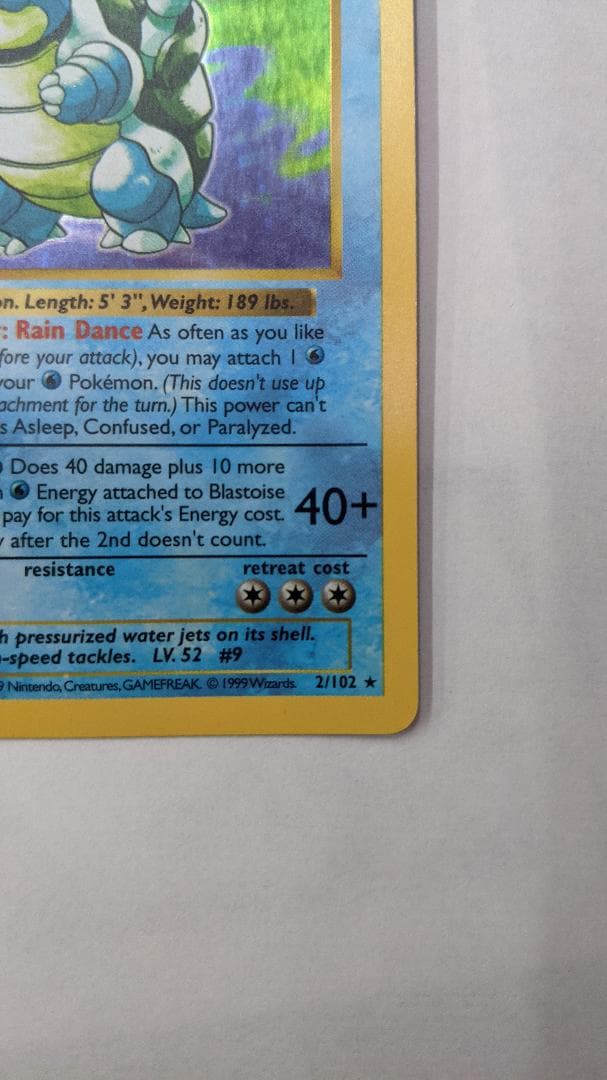 on. Length: 5' 3", Weight: 189 lbs.
: Rain Dance As often as you like
fore your attack), you may attach 1
your Pokémon. (This doesn't use up
achment for the turn.) This power can't
s Asleep, Confused, or Paralyzed.
Does 40 damage plus 10 more
Energy attached to Blastoise
pay for this attack's Energy cost. 40+
after the 2nd doesn't count.
resistance retreat cost
h pressurized water jets on its shell.
-speed tackles. LV. 52 #9
9 Nintendo, Creatures, GAMEFREAK. © 1999 Wizards. 2/102 ★